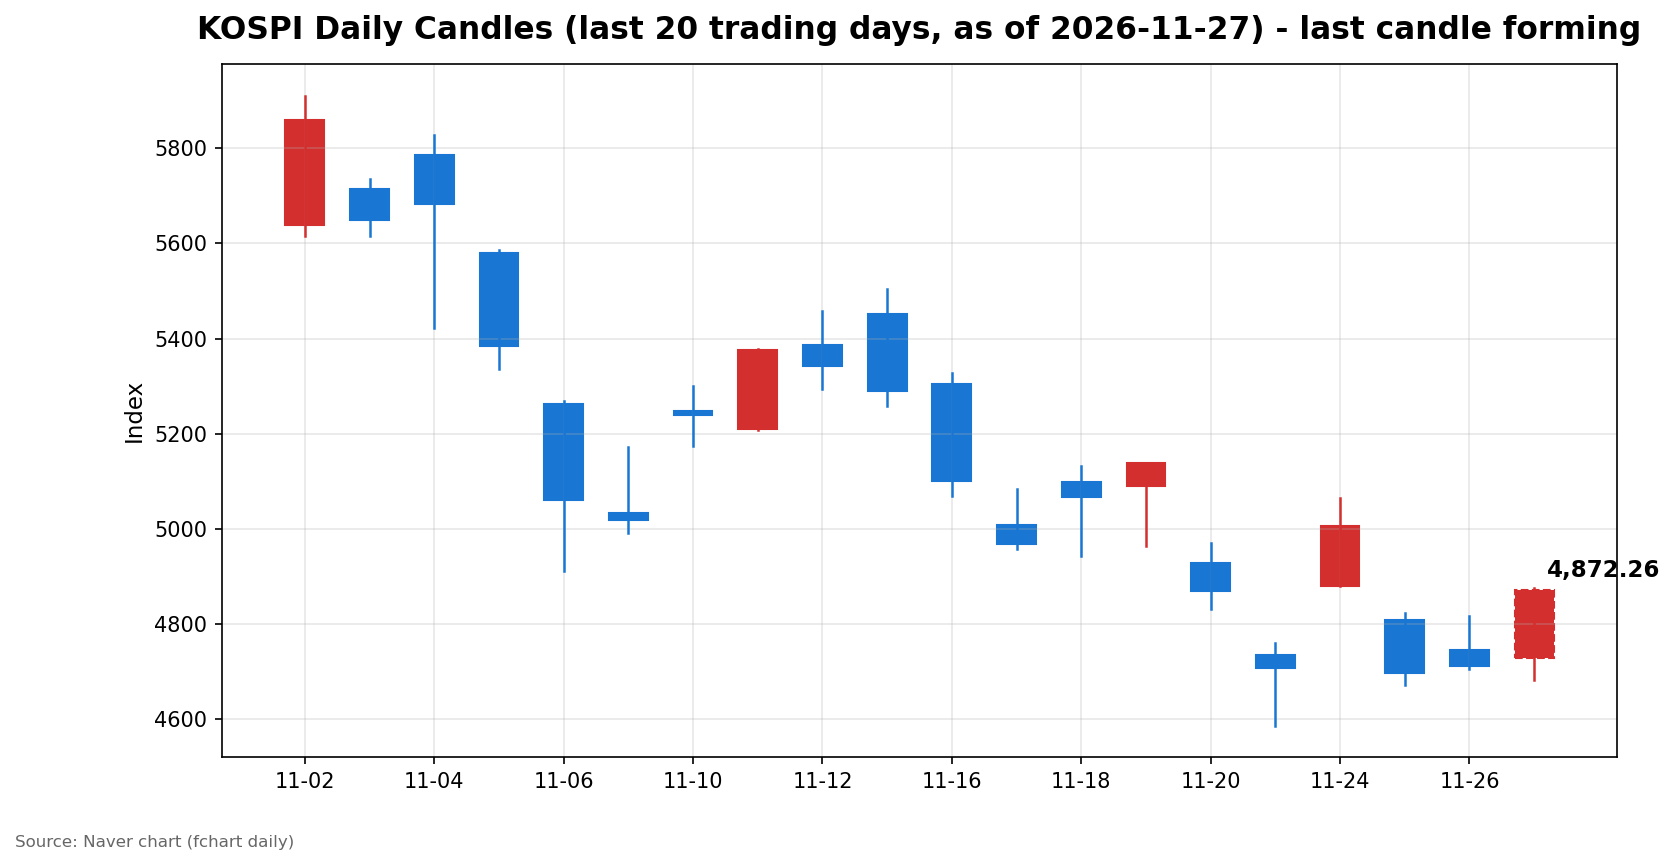 KOSPI Daily Candles (last 20 trading days, as of 2026-11-27) - last candle forming
Index
5800
5600
5400
5200
5000
4800
4600
4,872.26
11-02 11-04 11-06 11-10 11-12 11-16 11-18 11-20 11-24 11-26
Source: Naver chart (fchart daily)